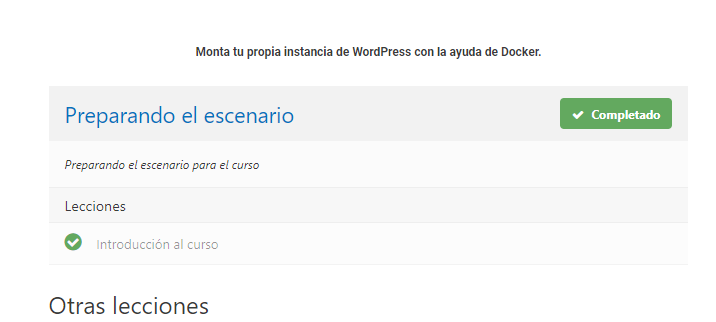 Monta tu propia instancia de WordPress con la ayuda de Docker.
Preparando el escenario
Completado
Preparando el escenario para el curso
Lecciones
Introducción al curso
Otras lecciones